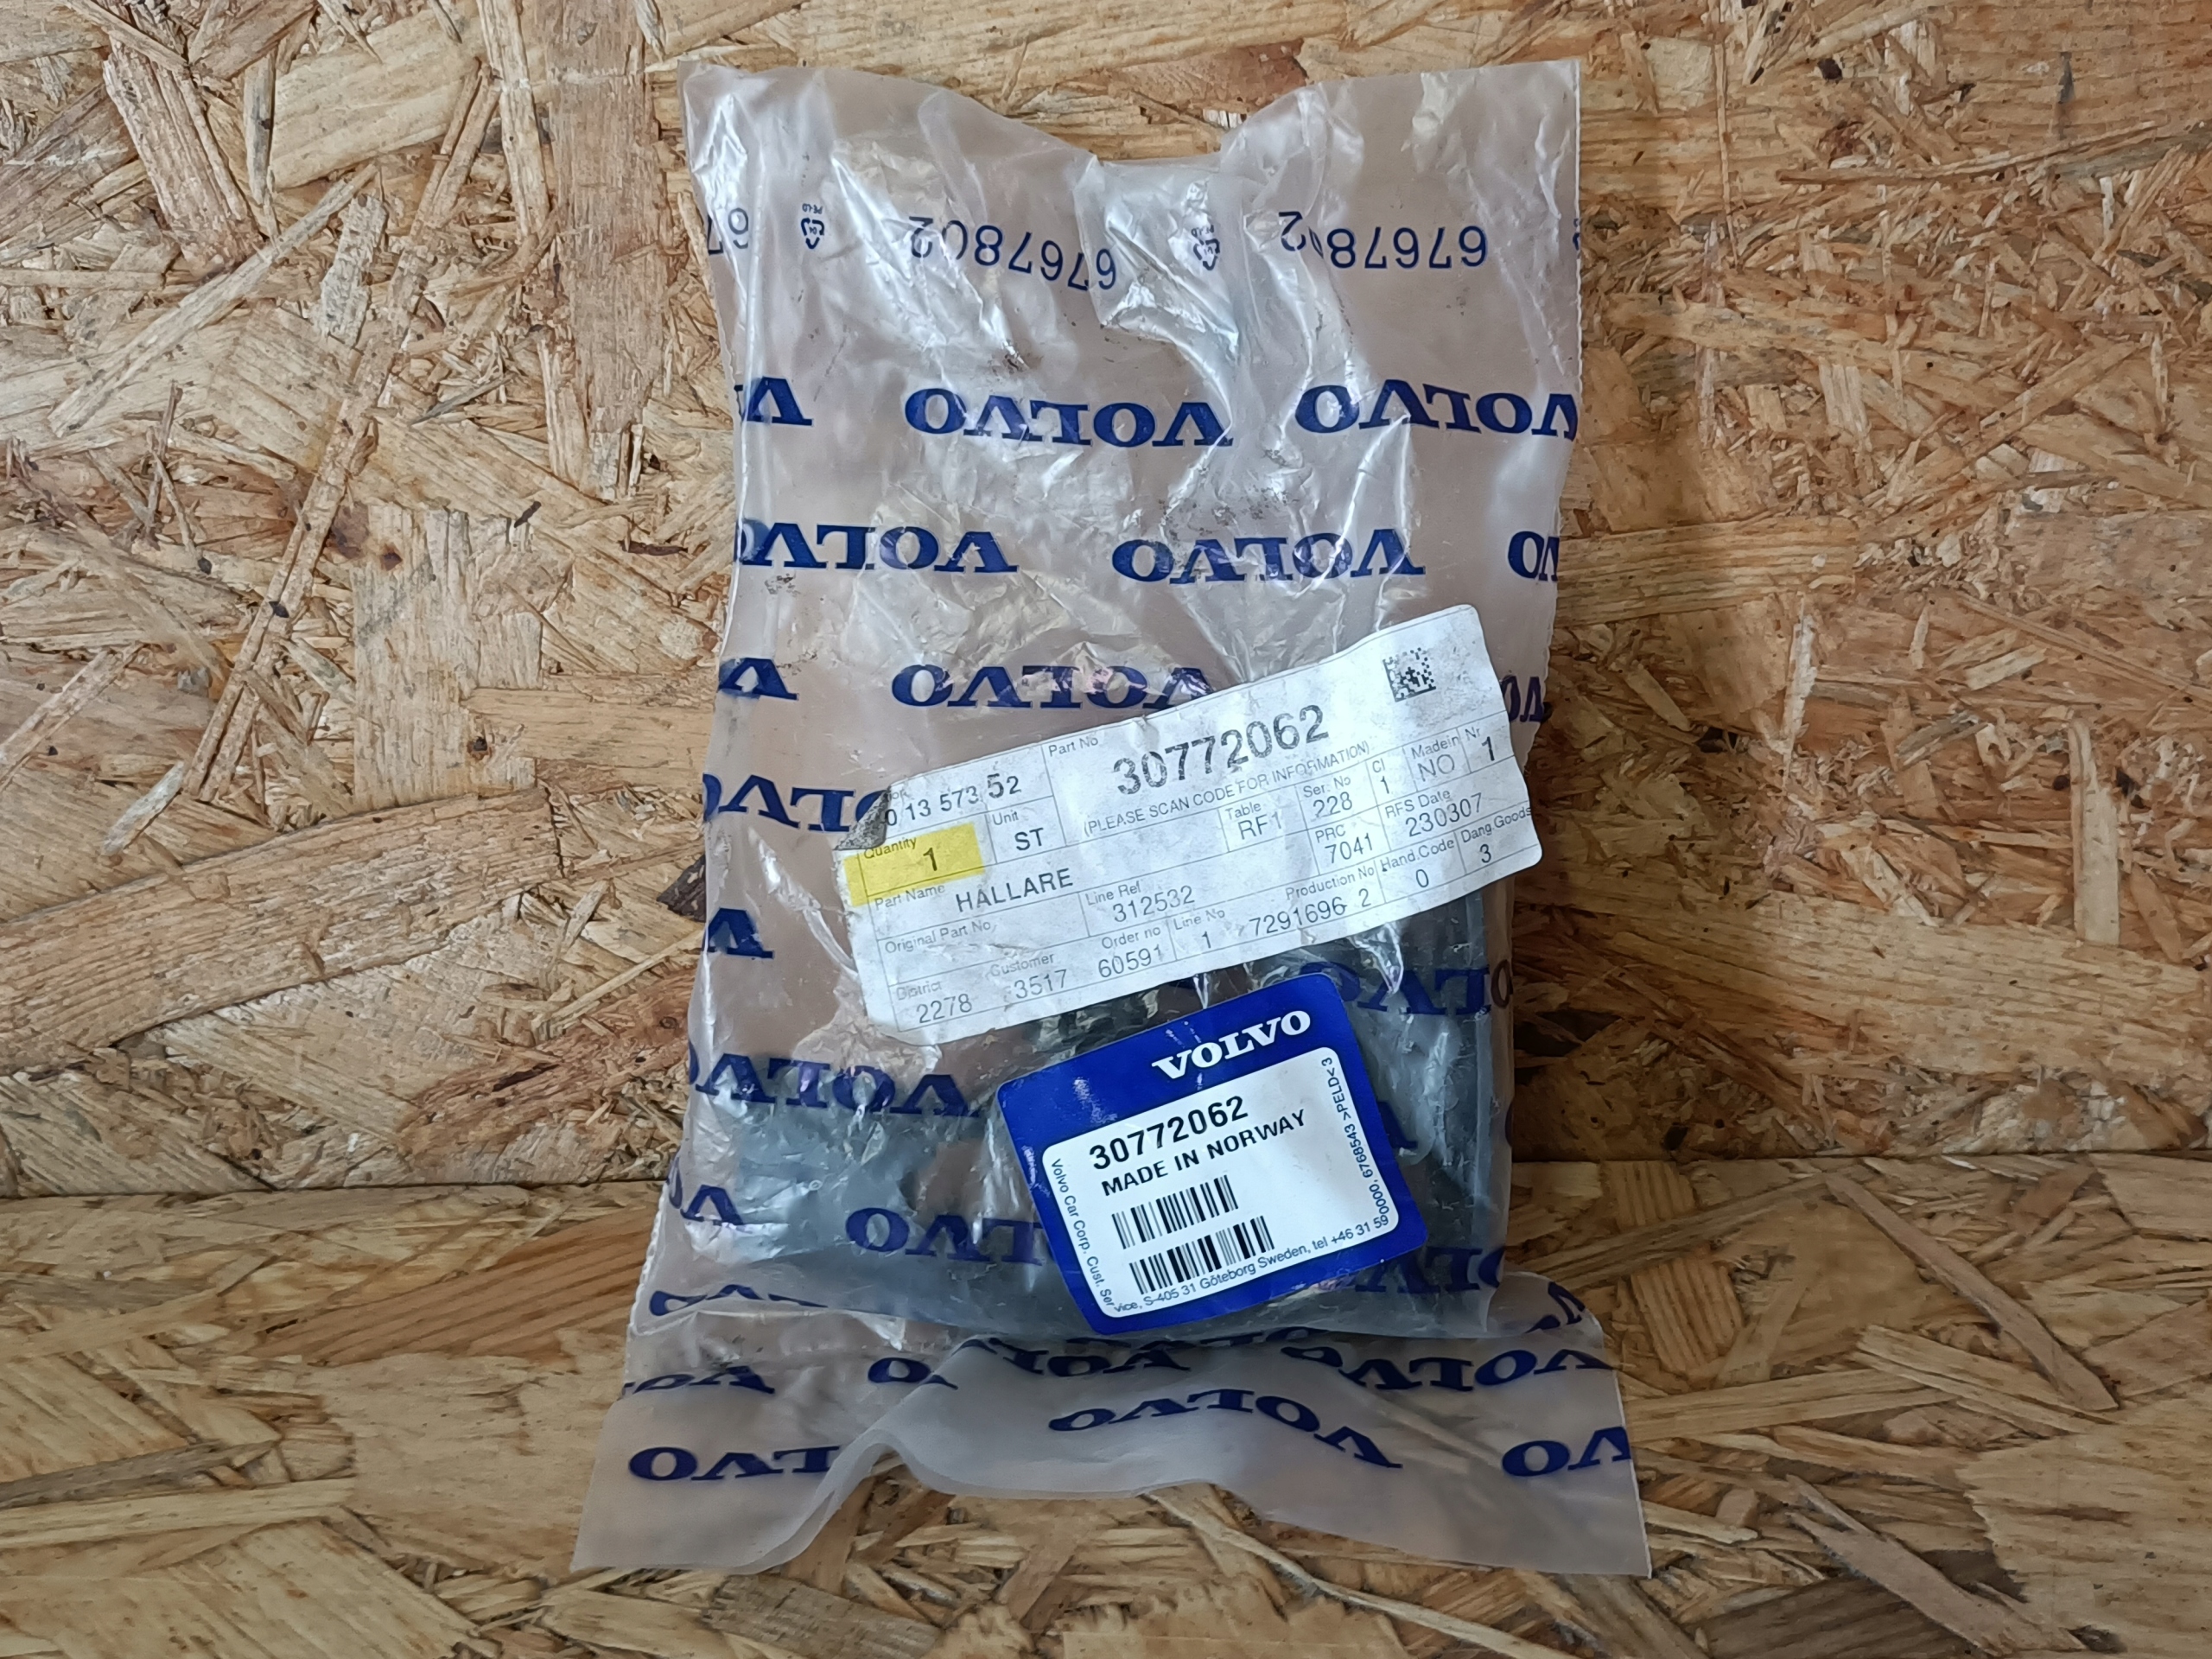 6767802
6767802
VOLVO
VOLVO
VOLVO
VOLVO
VOLVO
Part No
30772062
(PLEASE SCAN CODE FOR INFORMATION)
0 13 573 52
Quantity
1
Unit
ST
Table
RF1
Ser. No
228
Cl
1
Made in
NO
Nr
1
Part Name
HALLARE
PRC
7041
RFS Date
230307
Original Part No
Line Ref
312532
Production No
7291696 2
Hand.Code
0
Dang.Goods
3
District
2278
Customer
3517
Order no
60591
Line No
1
VOLVO
VOLVO
30772062
MADE IN NORWAY
Volvo Car Corp. Cust. Service, S-405 31 Göteborg Sweden, tel +46 31 590000, 6768543 >PELD<3
VOLVO
VOLVO
VOLVO